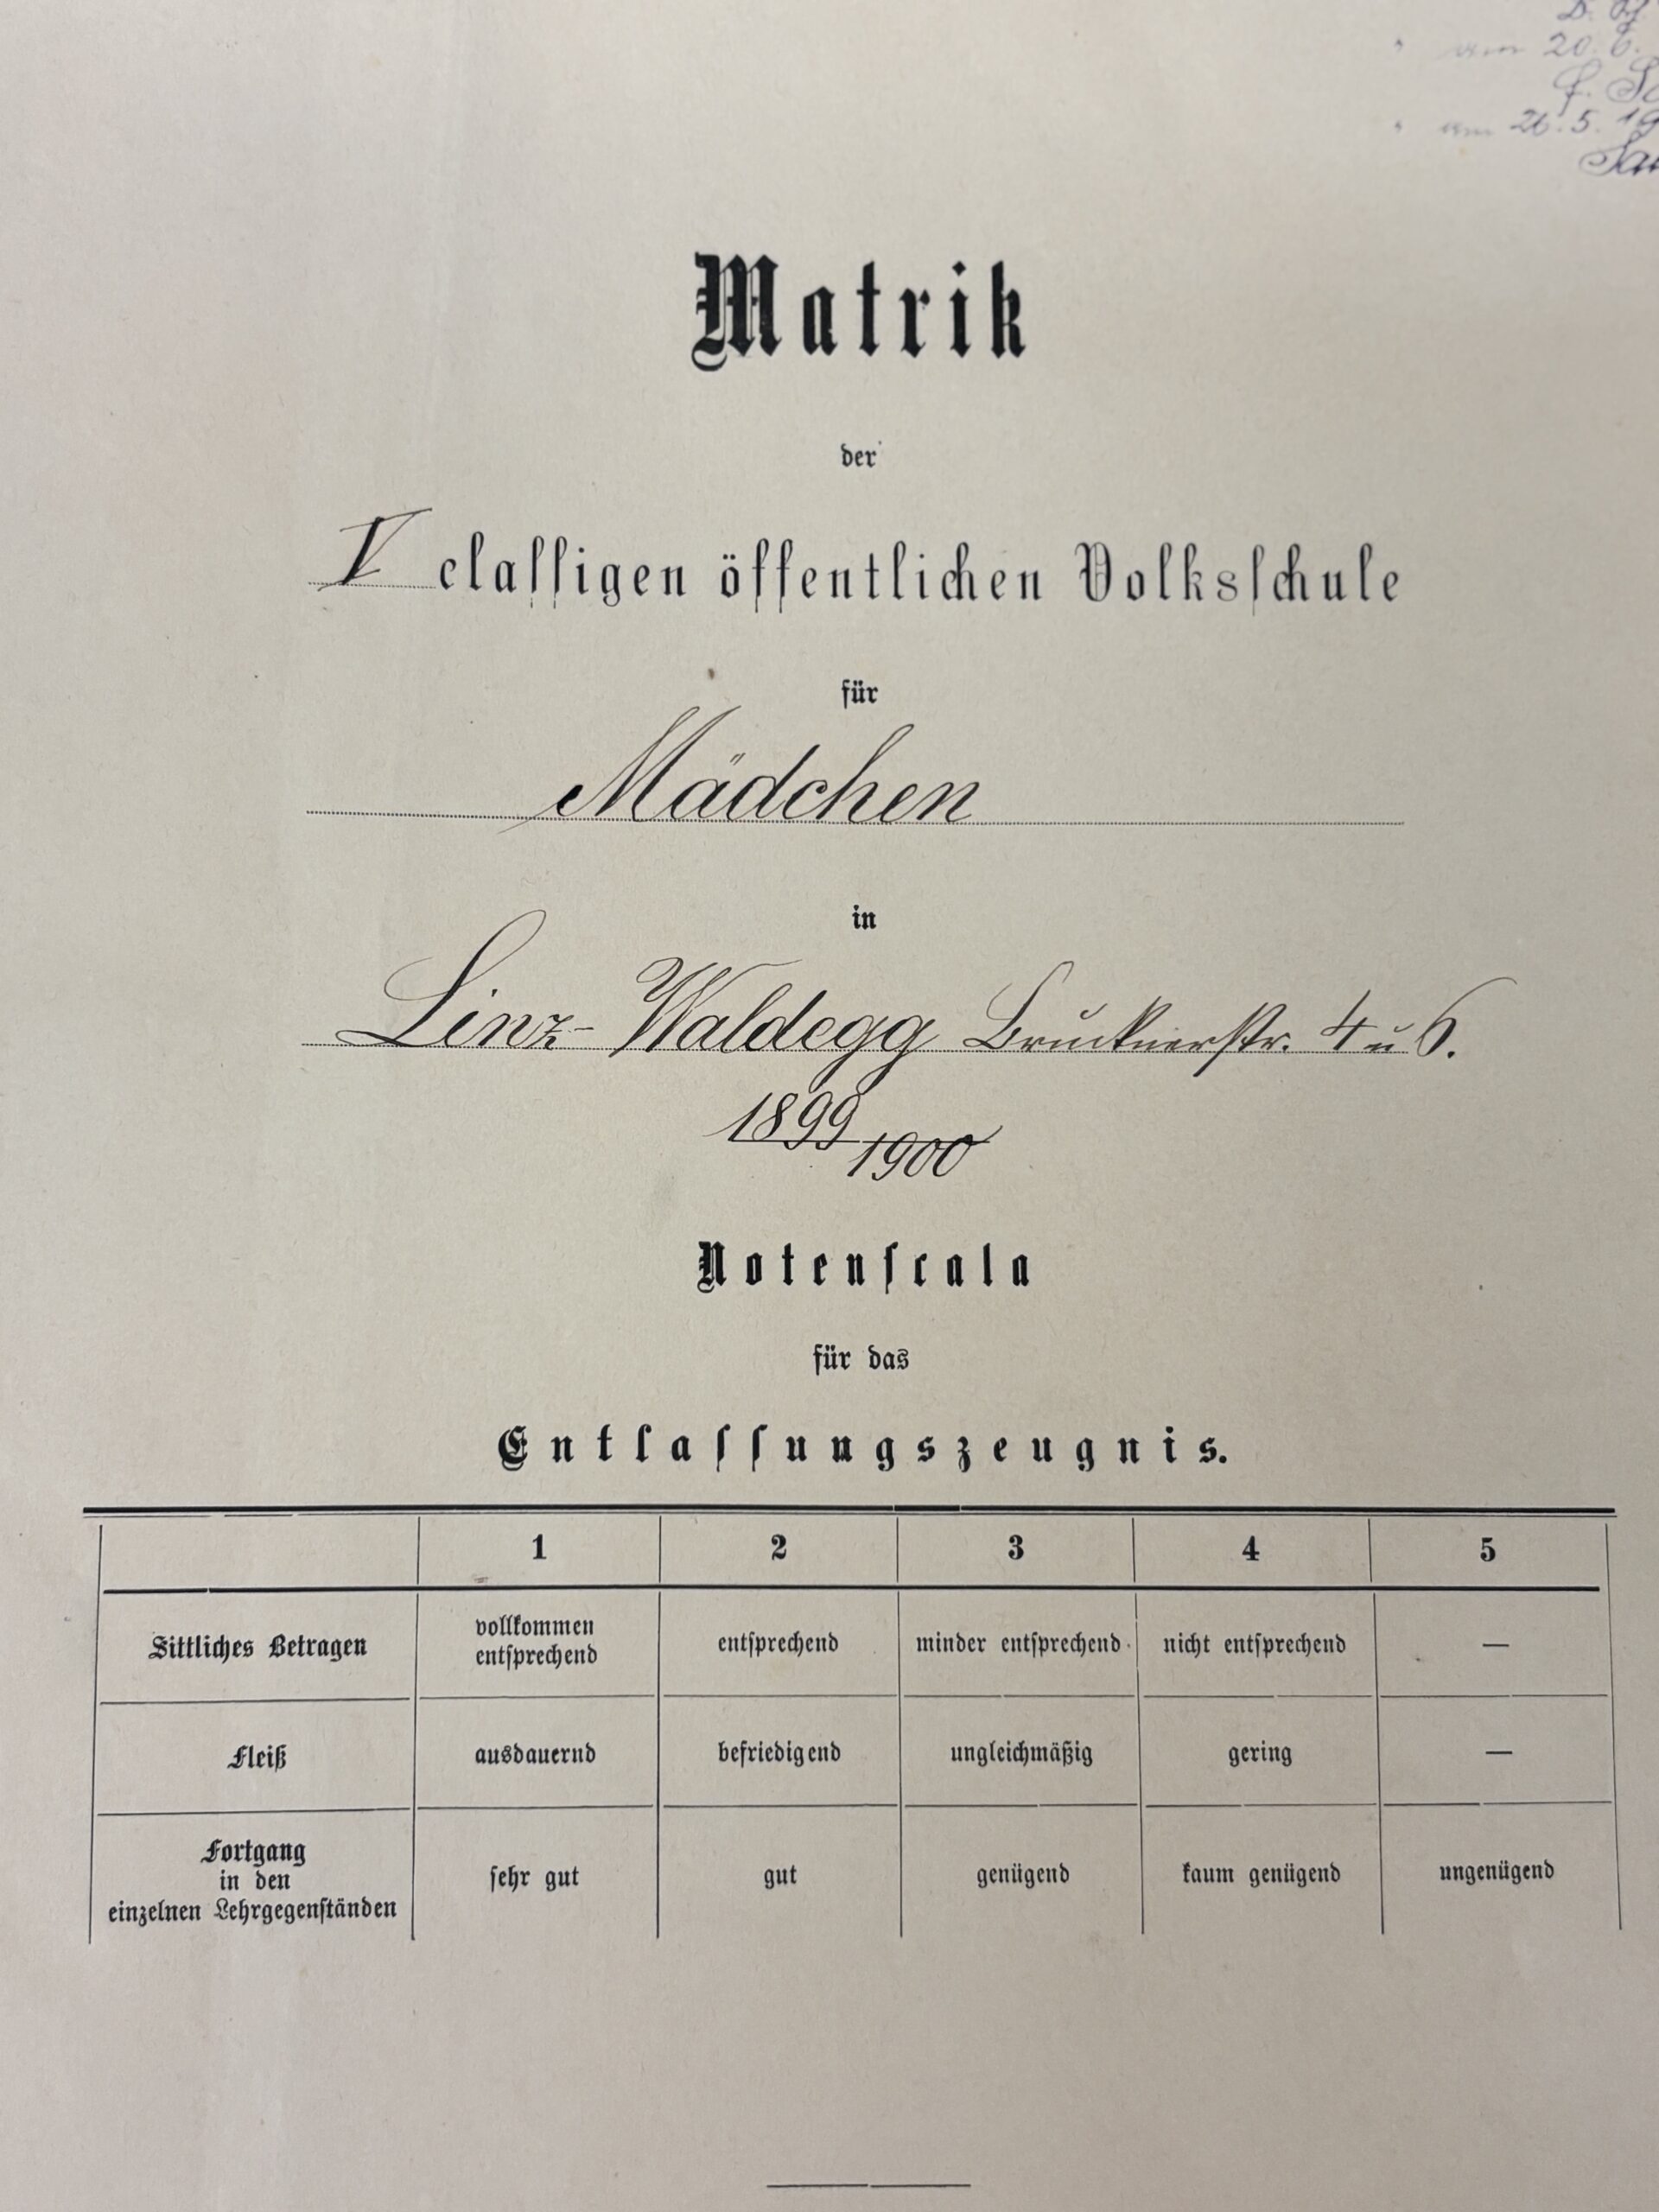 am 20. 6.
am 26. 5. 19
Matrik
der
V classigen öffentlichen Volksschule
für
Mädchen
in
Linz-Waldegg Brucknerstr. 4 u 6.
1899/1900
Notenscala
für das
Entlassungszeugnis.
1 2 3 4 5
Sittliches Betragen vollkommen entsprechend entsprechend minder entsprechend nicht entsprechend —
Fleiß ausdauernd befriedigend ungleichmäßig gering —
Fortgang
in den
einzelnen Lehrgegenständen sehr gut gut genügend kaum genügend ungenügend